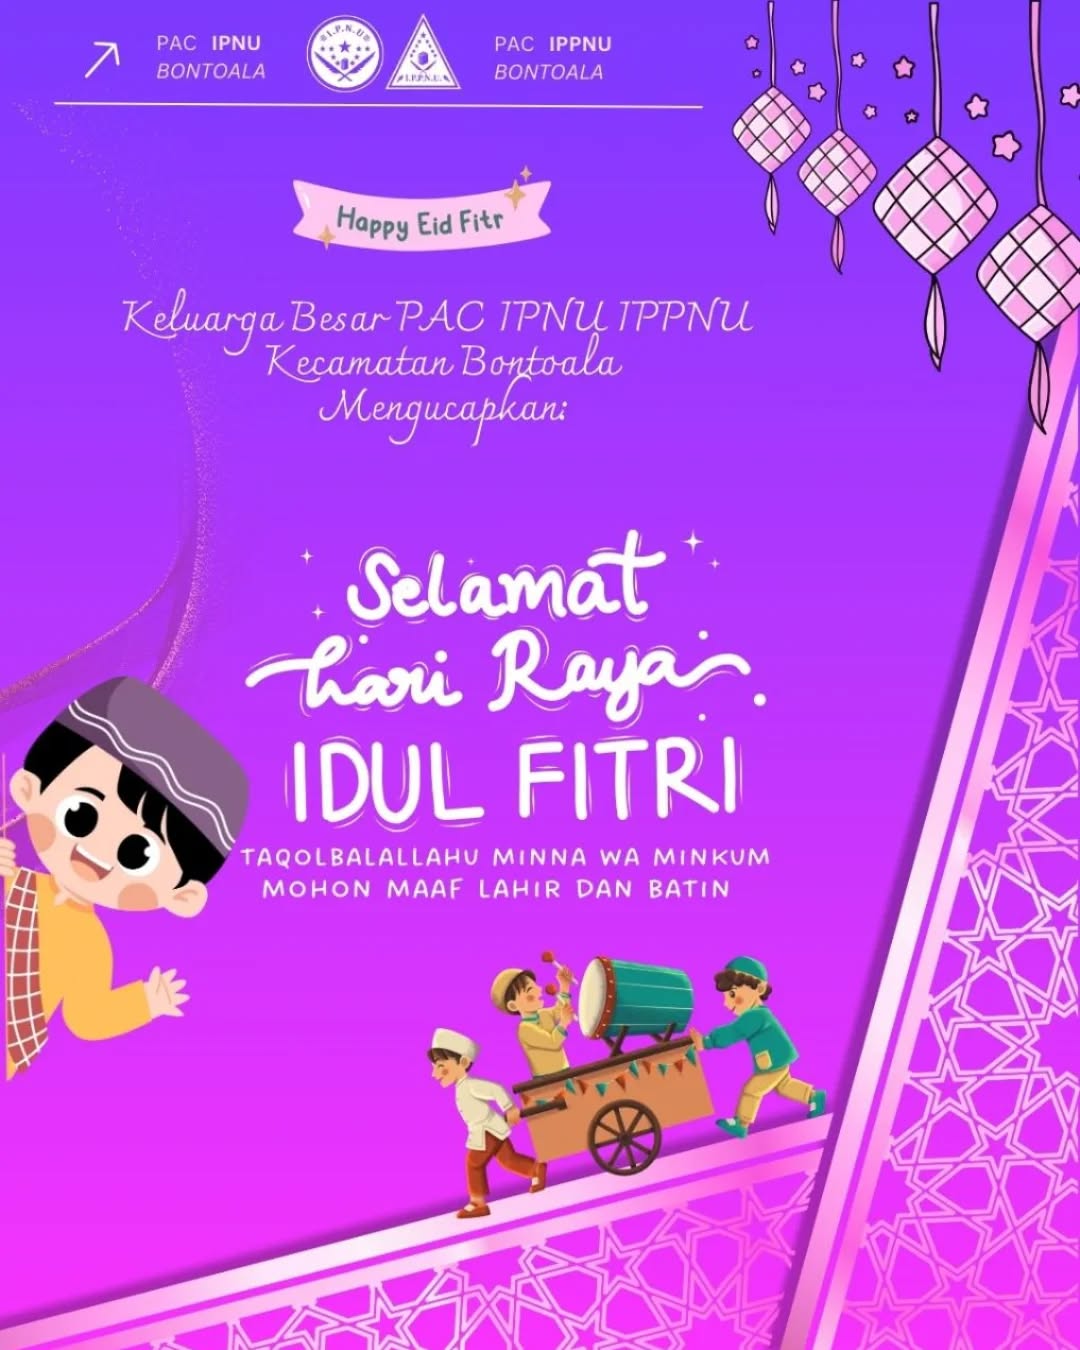 PAC IPNU
BONTOALA
I.P.N.U
I.P.P.N.U.
PAC IPPNU
BONTOALA
Happy Eid Fitr
Keluarga Besar PAC IPNU IPPNU
Kecamatan Bontoala
Mengucapkan:
Selamat
hari Raya
IDUL FITRI
TAQOLBALALLAHU MINNA WA MINKUM
MOHON MAAF LAHIR DAN BATIN